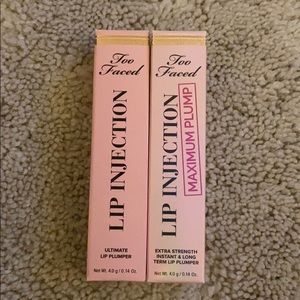 Too
Faced
LIP INJECTION
ULTIMATE
LIP PLUMPER
Net Wt. 4.0 g / 0.14 Oz.
Too
Faced
LIP INJECTION
MAXIMUM PLUMP
EXTRA STRENGTH
INSTANT & LONG
TERM LIP PLUMPER
Net Wt. 4.0 g / 0.14 Oz.